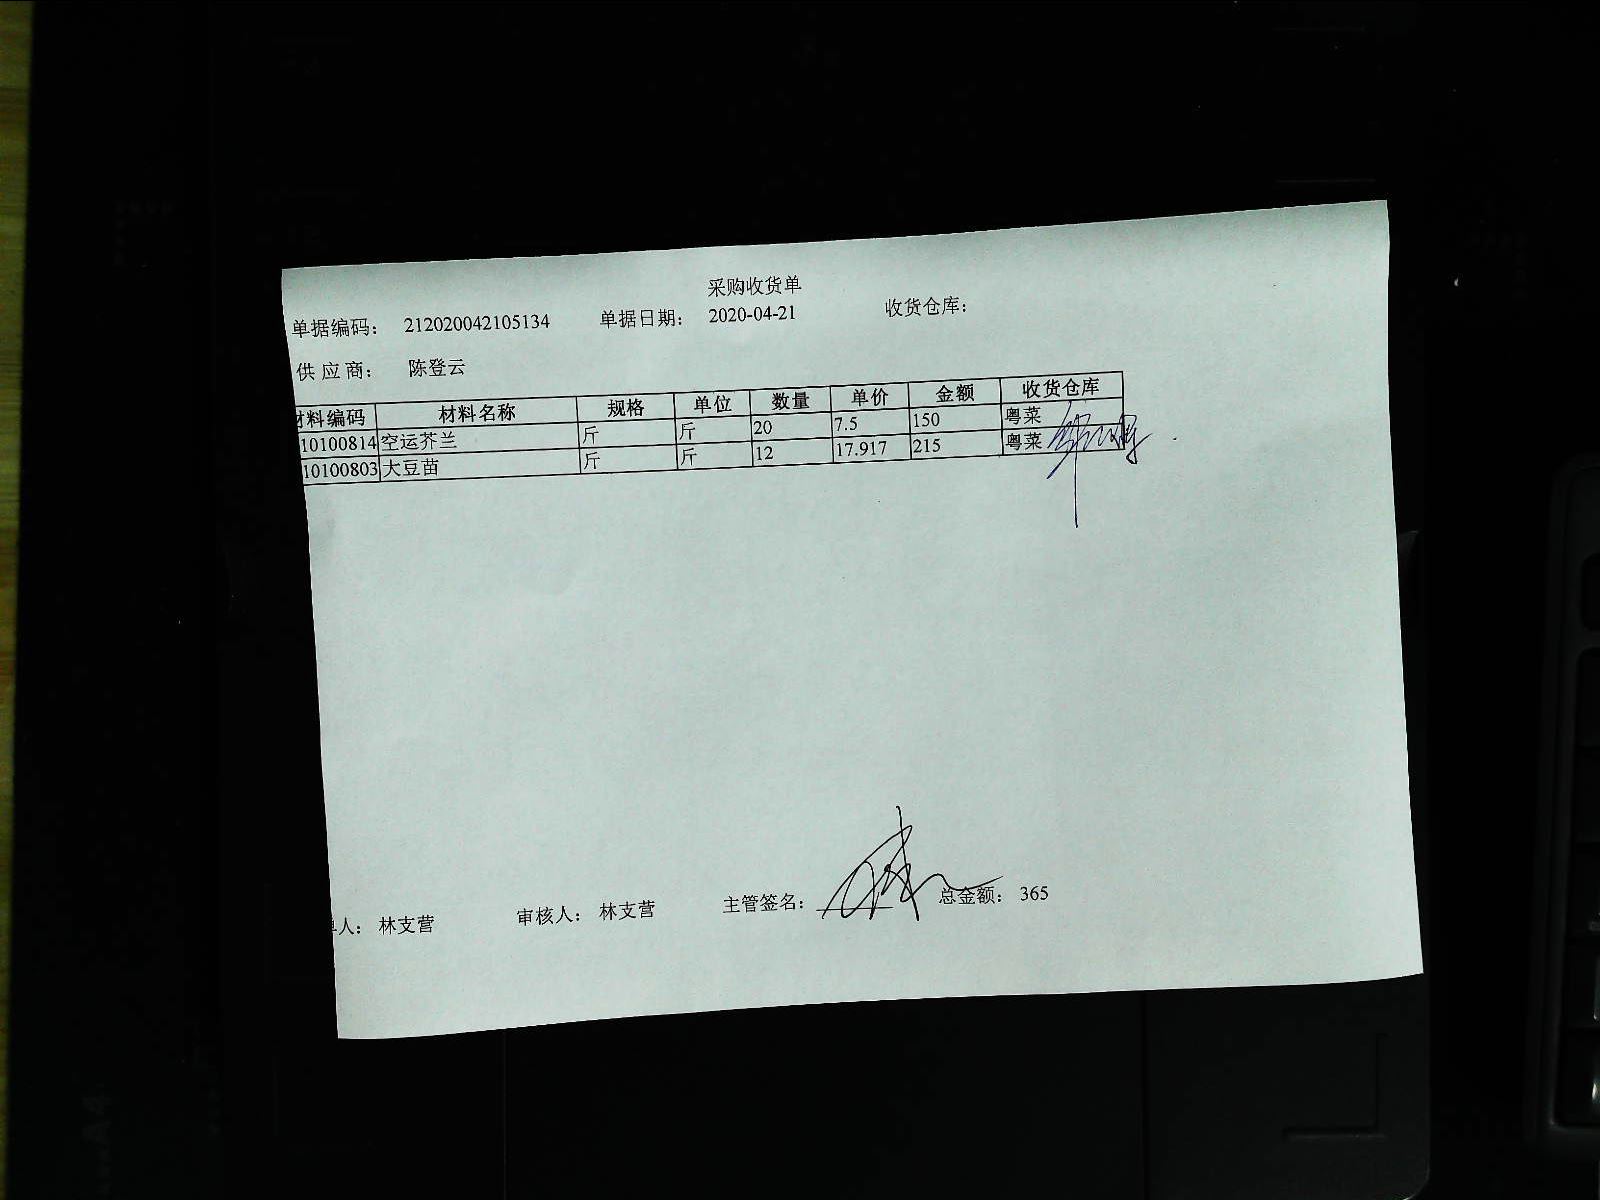 采购收货单
单据编码: 212020042105134 单据日期: 2020-04-21 收货仓库:
供应商: 陈登云
材料编码 材料名称 规格 单位 数量 单价 金额 收货仓库
10100814 空运芥兰 斤 斤 20 7.5 150 粤菜
10100803 大豆苗 斤 斤 12 17.917 215 粤菜
单人: 林支营 审核人: 林支营 主管签名: 总金额: 365